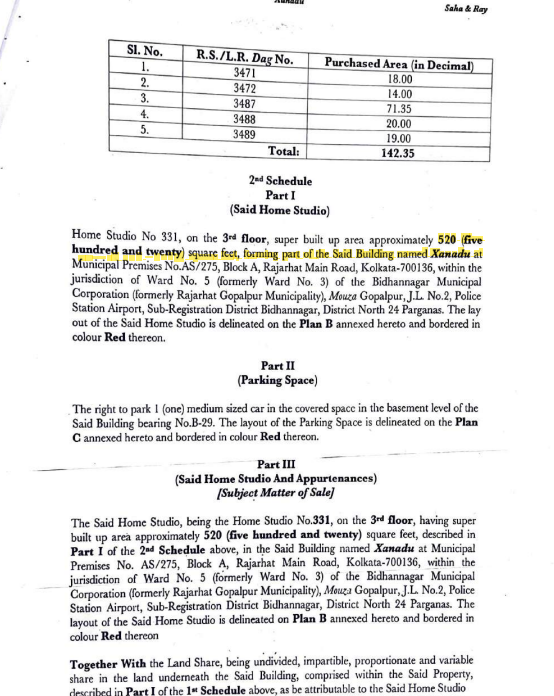 Xanadu
Saha & Ray
Sl. No. R.S./L.R. Dag No. Purchased Area (in Decimal)
1. 3471 18.00
2. 3472 14.00
3. 3487 71.35
4. 3488 20.00
5. 3489 19.00
Total: 142.35
2nd Schedule
Part I
(Said Home Studio)
Home Studio No 331, on the 3rd floor, super built up area approximately 520 (five
hundred and twenty) square feet, forming part of the Said Building named Xanadu at
Municipal Premises No.AS/275, Block A, Rajarhat Main Road, Kolkata-700136, within the
jurisdiction of Ward No. 5 (formerly Ward No. 3) of the Bidhannagar Municipal
Corporation (formerly Rajarhat Gopalpur Municipality), Mouza Gopalpur, J.L. No.2, Police
Station Airport, Sub-Registration District Bidhannagar, District North 24 Parganas. The lay
out of the Said Home Studio is delineated on the Plan B annexed hereto and bordered in
colour Red thereon.
Part II
(Parking Space)
The right to park 1 (one) medium sized car in the covered space in the basement level of the
Said Building bearing No.B-29. The layout of the Parking Space is delineated on the Plan
C annexed hereto and bordered in colour Red thereon.
Part III
(Said Home Studio And Appurtenances)
[Subject Matter of Sale]
The Said Home Studio, being the Home Studio No.331, on the 3rd floor, having super
built up area approximately 520 (five hundred and twenty) square feet, described in
Part I of the 2nd Schedule above, in the Said Building named Xanadu at Municipal
Premises No. AS/275, Block A, Rajarhat Main Road, Kolkata-700136, within the
jurisdiction of Ward No. 5 (formerly Ward No. 3) of the Bidhannagar Municipal
Corporation (formerly Rajarhat Gopalpur Municipality), Mouza Gopalpur, J.L. No.2, Police
Station Airport, Sub-Registration District Bidhannagar, District North 24 Parganas. The
layout of the Said Home Studio is delineated on Plan B annexed hereto and bordered in
colour Red thereon
Together With the Land Share, being undivided, impartible, proportionate and variable
share in the land underneath the Said Building, comprised within the Said Property,
described in Part I of the 1st Schedule above, as be attributable to the Said Home Studio